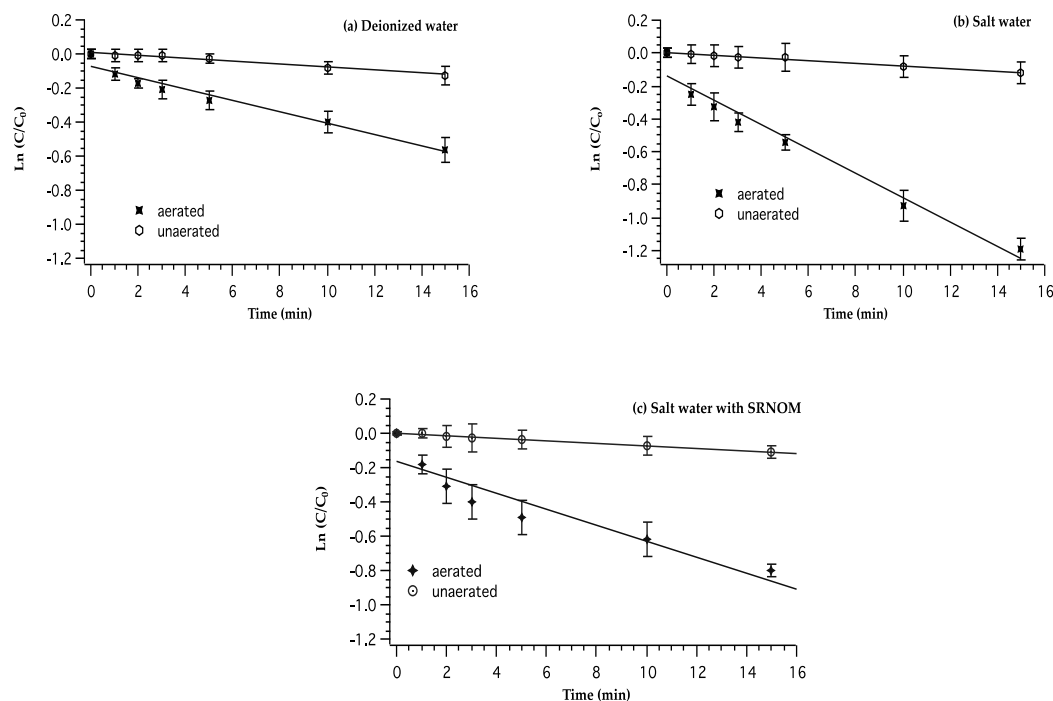 (a) Deionized water
0.2
0.0
-0.2
-0.4
-0.6
-0.8
-1.0
-1.2
Ln (C/C0)
aerated
unaerated
0 2 4 6 8 10 12 14 16
Time (min)
(b) Salt water
0.2
0.0
-0.2
-0.4
-0.6
-0.8
-1.0
-1.2
Ln (C/C0)
aerated
unaerated
0 2 4 6 8 10 12 14 16
Time (min)
(c) Salt water with SRNOM
0.2
0.0
-0.2
-0.4
-0.6
-0.8
-1.0
-1.2
Ln (C/C0)
aerated
unaerated
0 2 4 6 8 10 12 14 16
Time (min)